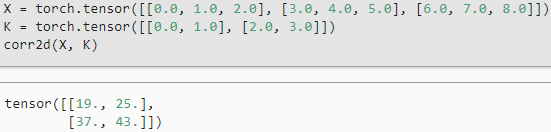 X = torch.tensor([[0.0, 1.0, 2.0], [3.0, 4.0, 5.0], [6.0, 7.0, 8.0]])
K = torch.tensor([[0.0, 1.0], [2.0, 3.0]])
corr2d(X, K)
tensor([[19., 25.],
        [37., 43.]])